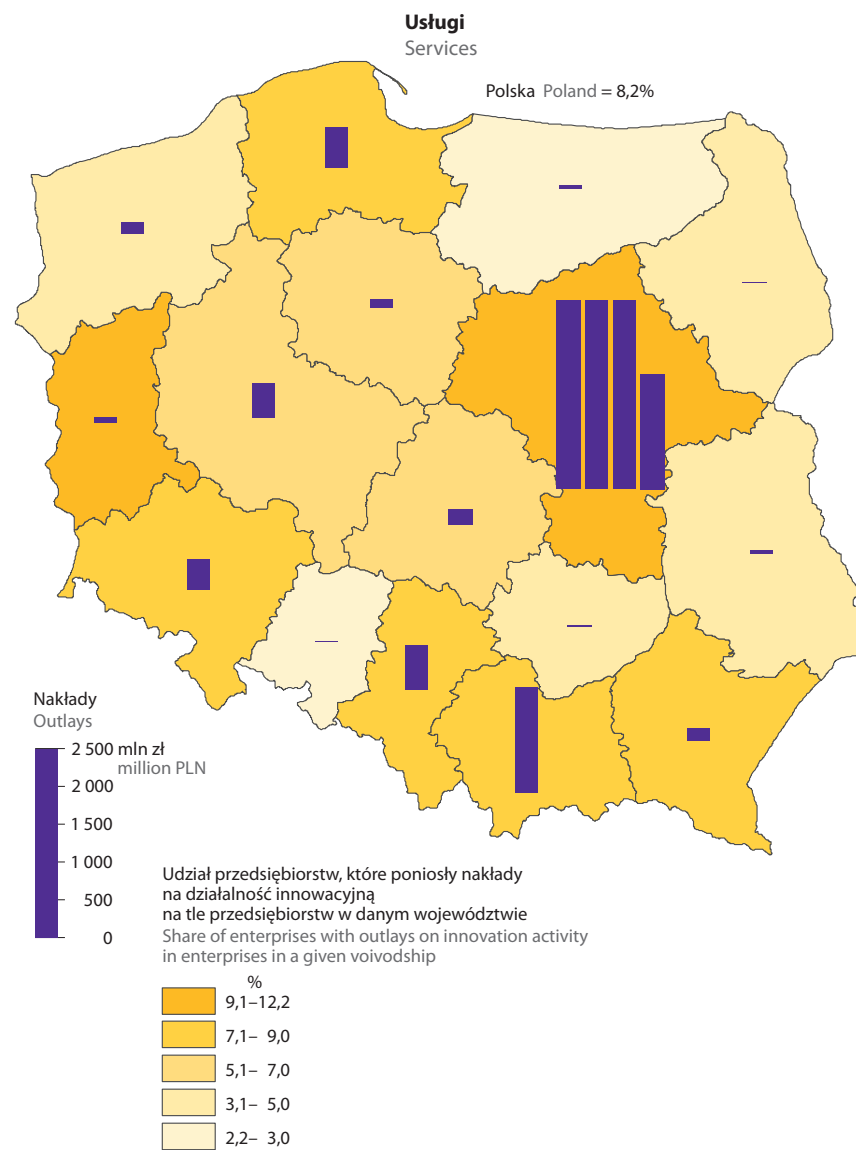 Usługi
Services
Polska Poland = 8,2%
Nakłady
Outlays
2 500 mln zł
million PLN
2 000
1 500
1 000
500
0
Udział przedsiębiorstw, które poniosły nakłady
na działalność innowacyjną
na tle przedsiębiorstw w danym województwie
Share of enterprises with outlays on innovation activity
in enterprises in a given voivodship
%
9,1– 12,2
7,1– 9,0
5,1– 7,0
3,1– 5,0
2,2– 3,0